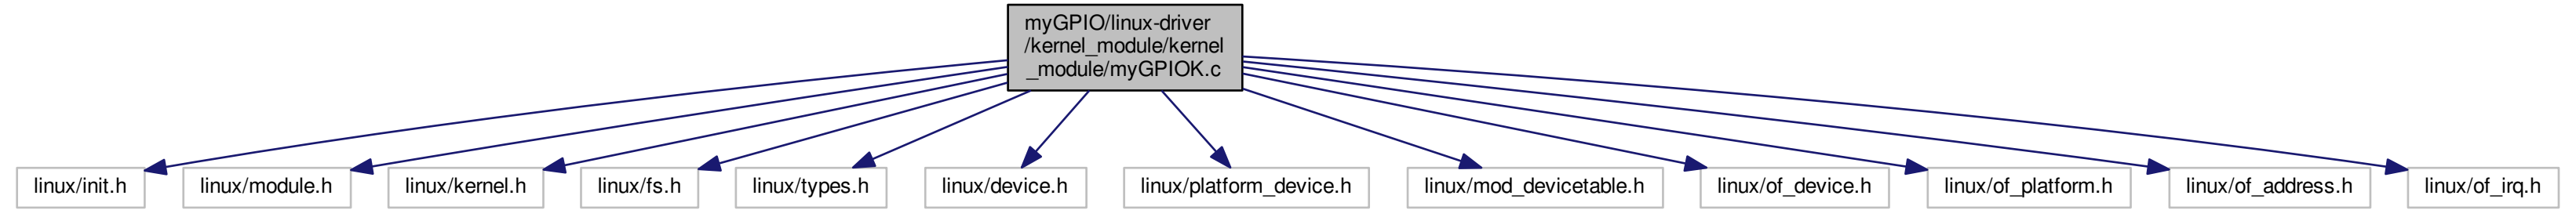 myGPIO/linux-driver
/kernel_module/kernel
_module/myGPIOK.c
linux/init.h
linux/module.h
linux/kernel.h
linux/fs.h
linux/types.h
linux/device.h
linux/platform_device.h
linux/mod_devicetable.h
linux/of_device.h
linux/of_platform.h
linux/of_address.h
linux/of_irq.h